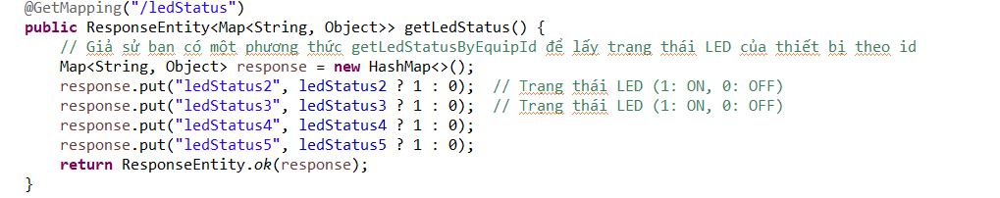 @GetMapping("/ledStatus")
public ResponseEntity<Map<String, Object>> getLedStatus() {
// Giả sử bạn có một phương thức getLedStatusByEquipId để lấy trạng thái LED của thiết bị theo id
Map<String, Object> response = new HashMap<>();
response.put("ledStatus2", ledStatus2 ? 1 : 0);  // Trạng thái LED (1: ON, 0: OFF)
response.put("ledStatus3", ledStatus3 ? 1 : 0);  // Trạng thái LED (1: ON, 0: OFF)
response.put("ledStatus4", ledStatus4 ? 1 : 0);
response.put("ledStatus5", ledStatus5 ? 1 : 0);
return ResponseEntity.ok(response);
}